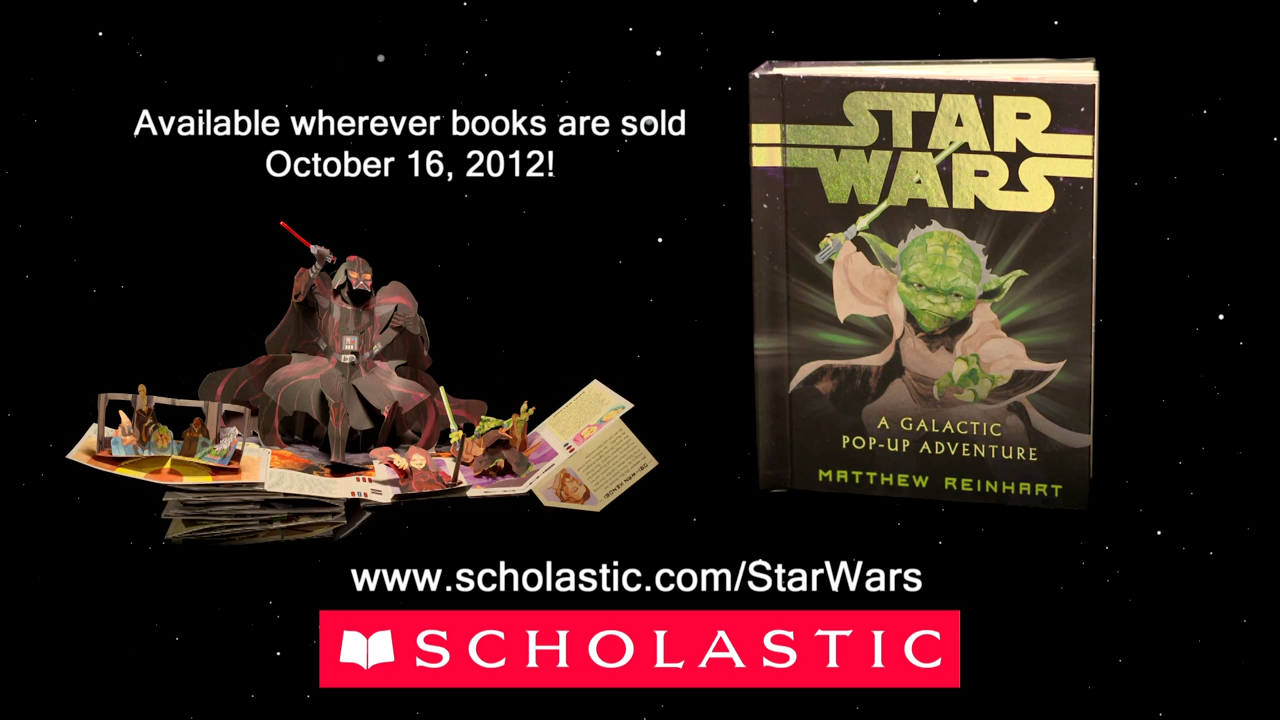 Available wherever books are sold
October 16, 2012!
STAR
WARS
A GALACTIC
POP-UP ADVENTURE
MATTHEW REINHART
www.scholastic.com/StarWars
SCHOLASTIC